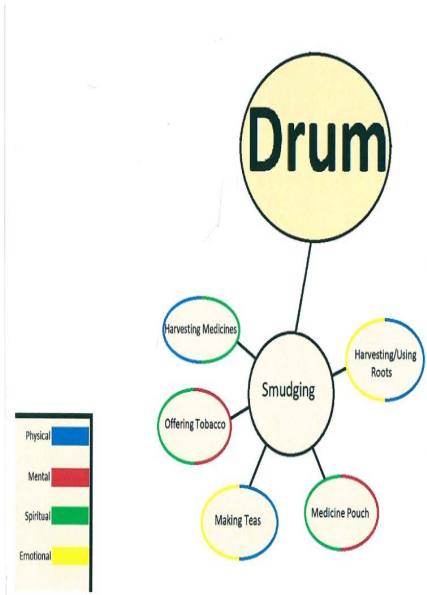 Drum
Harvesting Medicines
Harvesting/Using
Roots
Smudging
Offering Tobacco
Making Teas
Medicine Pouch
Physical
Mental
Spiritual
Emotional